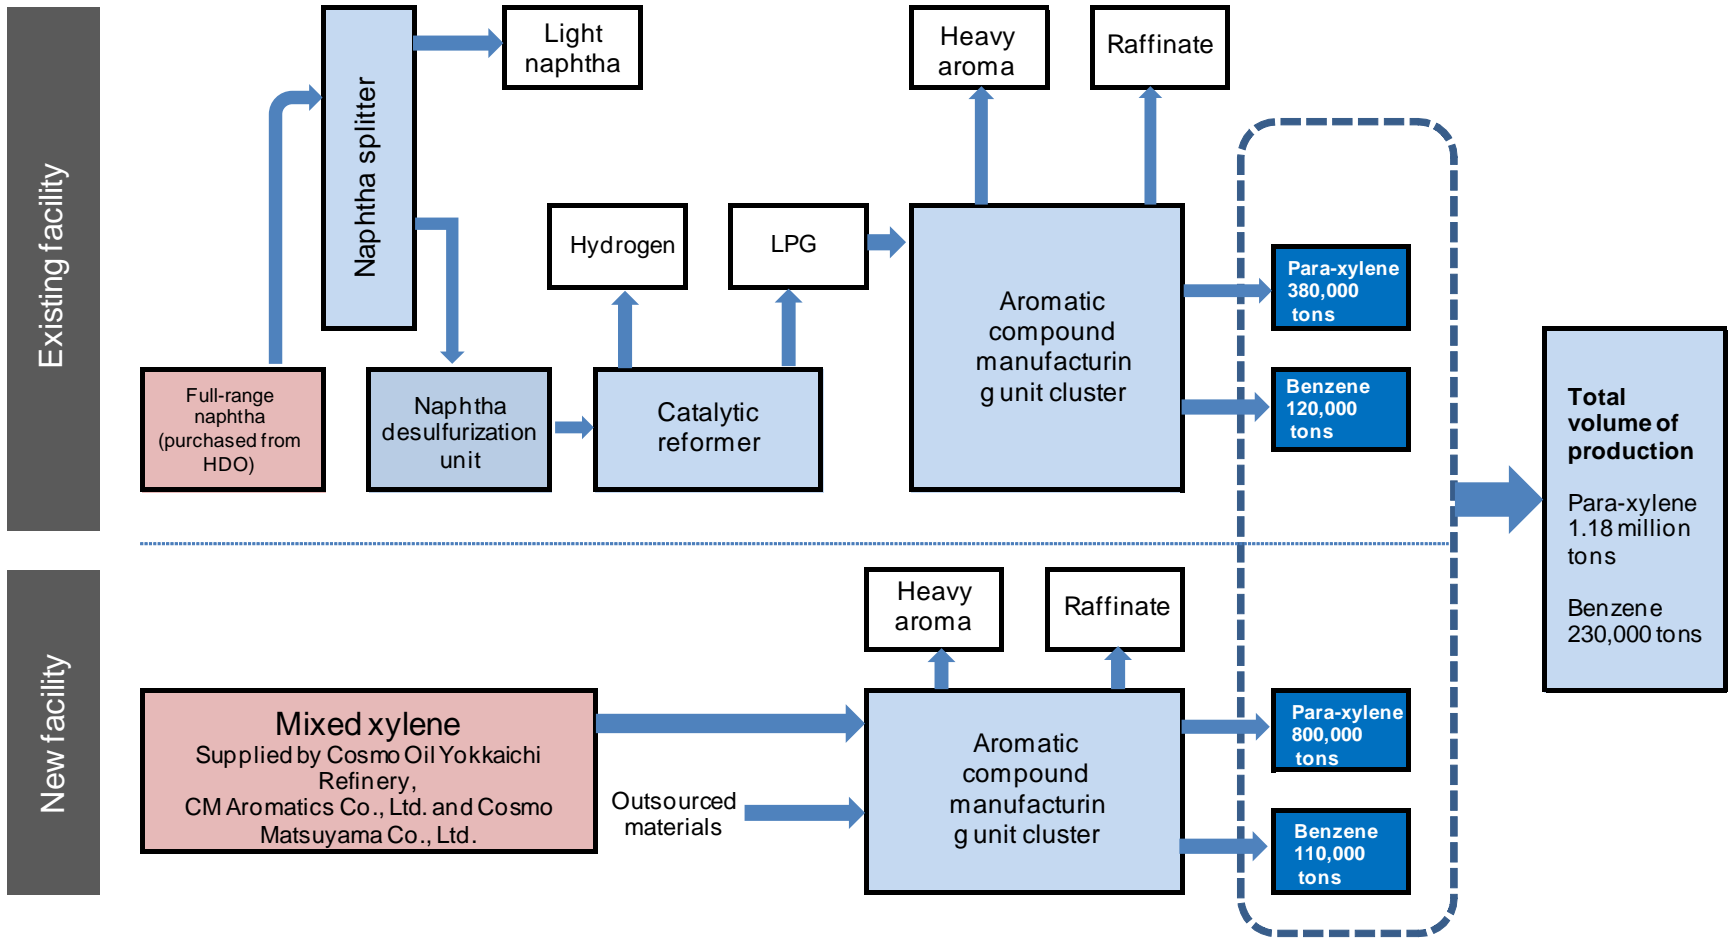 Existing facility
Naphtha splitter
Light
naphtha
Full-range
naphtha
(purchased from
HDO)
Naphtha
desulfurization
unit
Hydrogen
Catalytic
reformer
LPG
Heavy
aroma
Raffinate
Aromatic
compound
manufacturin
g unit cluster
Para-xylene
380,000
tons
Benzene
120,000
tons
Total
volume of
production
Para-xylene
1.18 million
tons
Benzene
230,000 tons
New facility
Mixed xylene
Supplied by Cosmo Oil Yokkaichi
Refinery,
CM Aromatics Co., Ltd. and Cosmo
Matsuyama Co., Ltd.
Outsourced
materials
Heavy
aroma
Raffinate
Aromatic
compound
manufacturin
g unit cluster
Para-xylene
800,000
tons
Benzene
110,000
tons